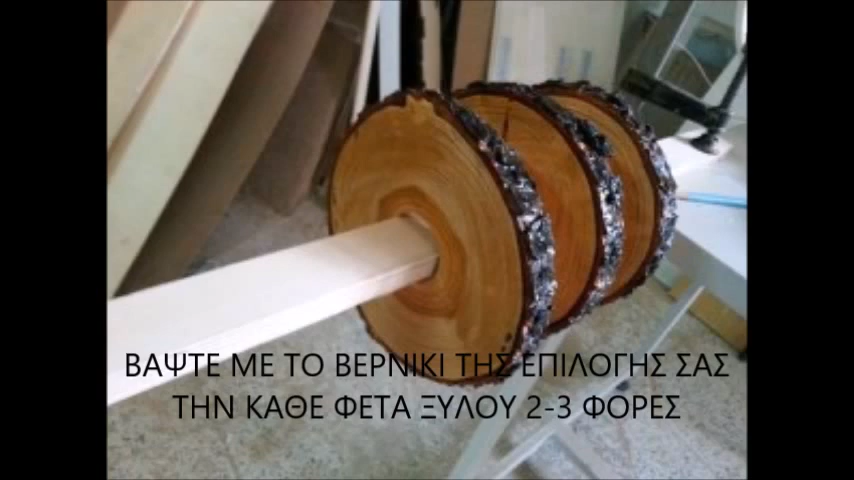 ΒΑΨΤΕ ΜΕ ΤΟ ΒΕΡΝΙΚΙ ΤΗΣ ΕΠΙΛΟΓΗΣ ΣΑΣ
ΤΗΝ ΚΑΘΕ ΦΕΤΑ ΞΥΛΟΥ 2-3 ΦΟΡΕΣ